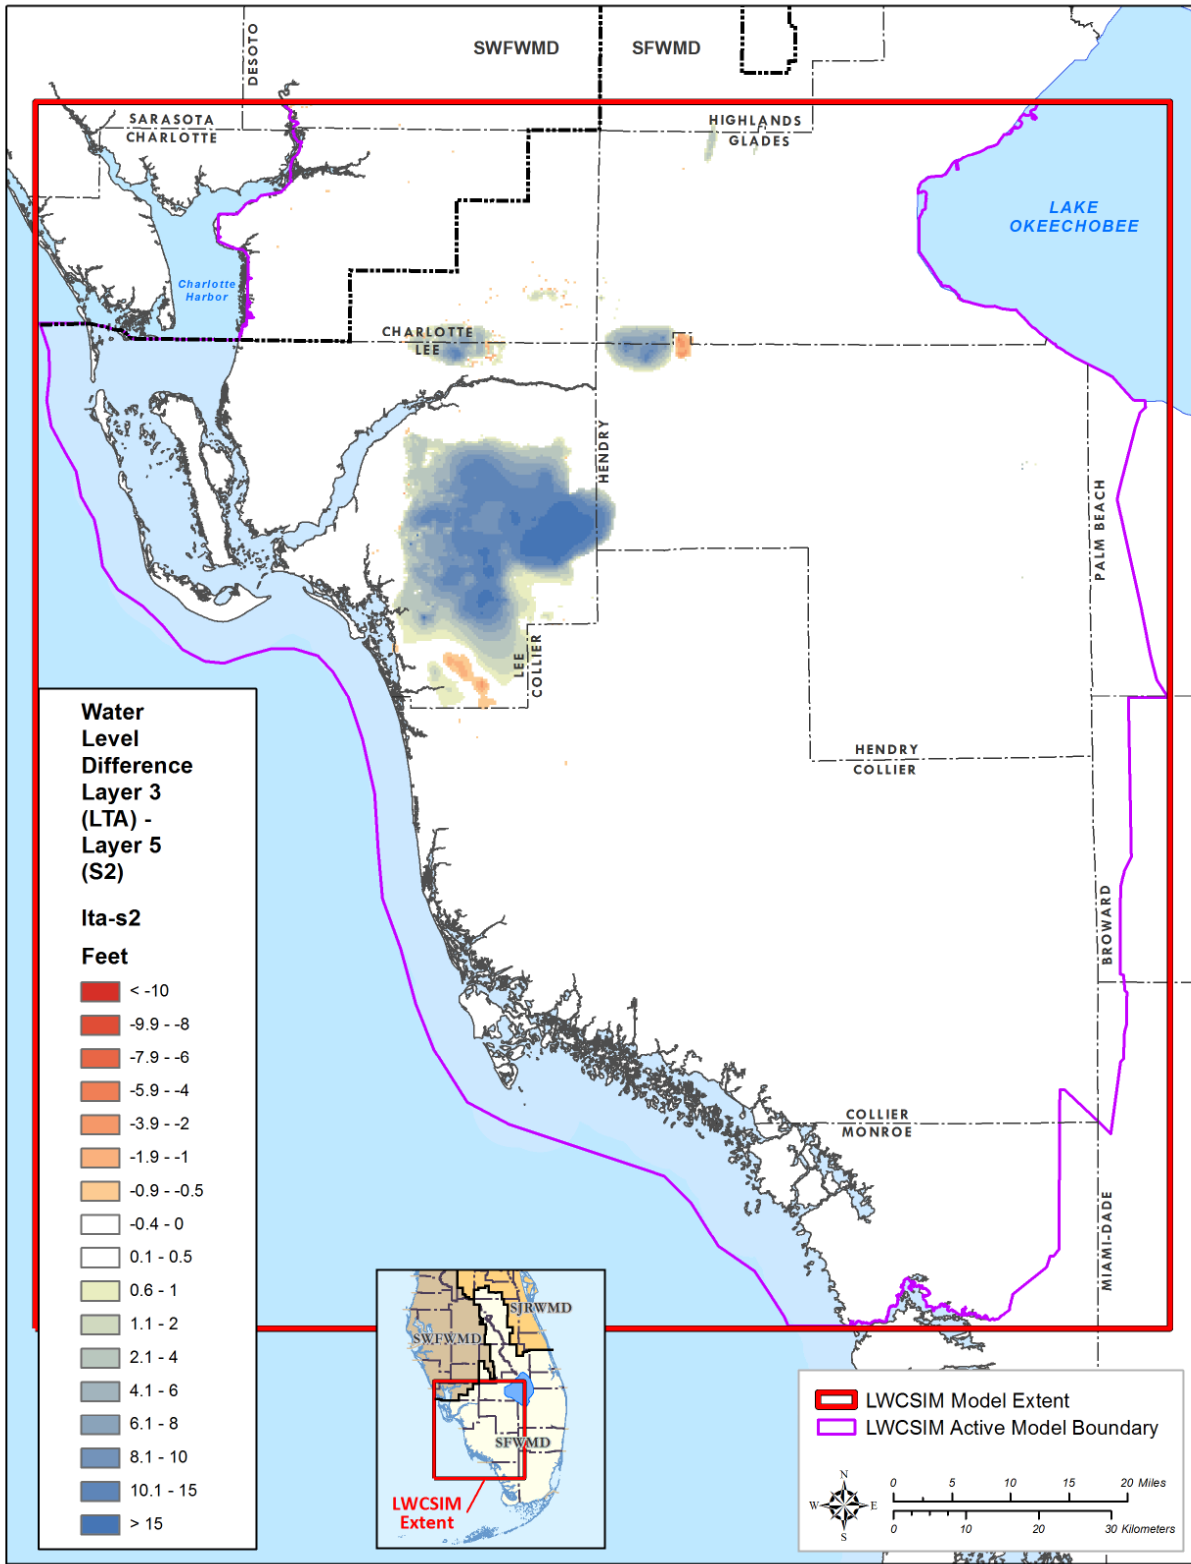 DESOTO
SWFWMD
SFWMD
SARASOTA
CHARLOTTE
HIGHLANDS
GLADES
LAKE
OKEECHOBEE
Charlotte
Harbor
CHARLOTTE
LEE
HENDRY
PALM BEACH
LEE
COLLIER
HENDRY
COLLIER
BROWARD
COLLIER
MONROE
MIAMI-DADE
Water
Level
Difference
Layer 3
(LTA) -
Layer 5
(S2)
lta-s2
Feet
< -10
-9.9 - -8
-7.9 - -6
-5.9 - -4
-3.9 - -2
-1.9 - -1
-0.9 - -0.5
-0.4 - 0
0.1 - 0.5
0.6 - 1
1.1 - 2
2.1 - 4
4.1 - 6
6.1 - 8
8.1 - 10
10.1 - 15
> 15
SJRWMD
SWFWMD
SFWMD
LWCSIM
Extent
LWCSIM Model Extent
LWCSIM Active Model Boundary
N
W E
S
0 5 10 15 20 Miles
0 10 20 30 Kilometers